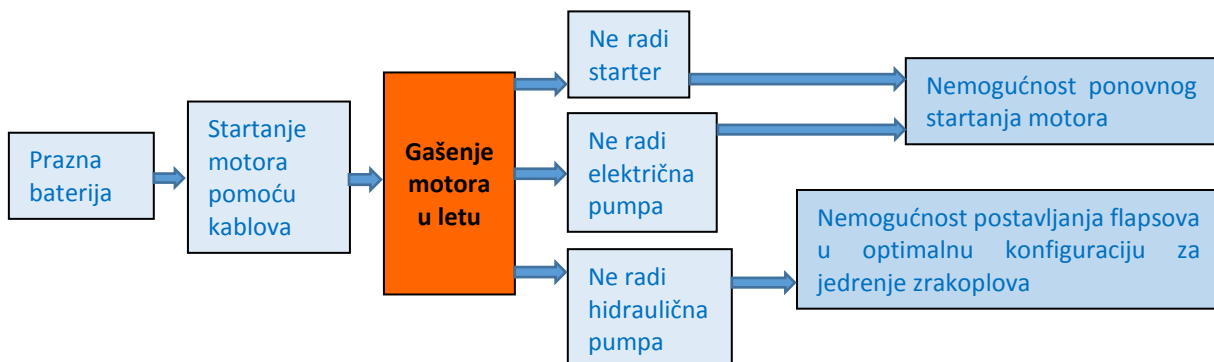 Prazna
baterija
Startanje
motora
pomoću
kablova
Gašenje
motora
u letu
Ne radi
starter
Ne radi
električna
pumpa
Ne radi
hidraulična
pumpa
Nemogućnost ponovnog
startanja motora
Nemogućnost postavljanja flapsova
u optimalnu konfiguraciju za
jedrenje zrakoplova